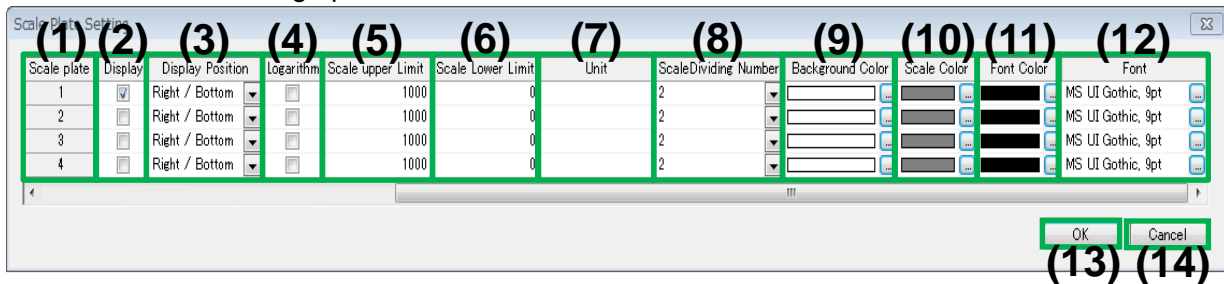 Scale Plate Setting
(1) (2) (3) (4) (5) (6) (7) (8) (9) (10) (11) (12)
Scale plate Display Display Position Logarithm Scale upper Limit Scale Lower Limit Unit ScaleDividing Number Background Color Scale Color Font Color Font
1 Right / Bottom 1000 0 2 ... ... ... MS UI Gothic, 9pt ...
2 Right / Bottom 1000 0 2 ... ... ... MS UI Gothic, 9pt ...
3 Right / Bottom 1000 0 2 ... ... ... MS UI Gothic, 9pt ...
4 Right / Bottom 1000 0 2 ... ... ... MS UI Gothic, 9pt ...
OK Cancel
(13) (14)